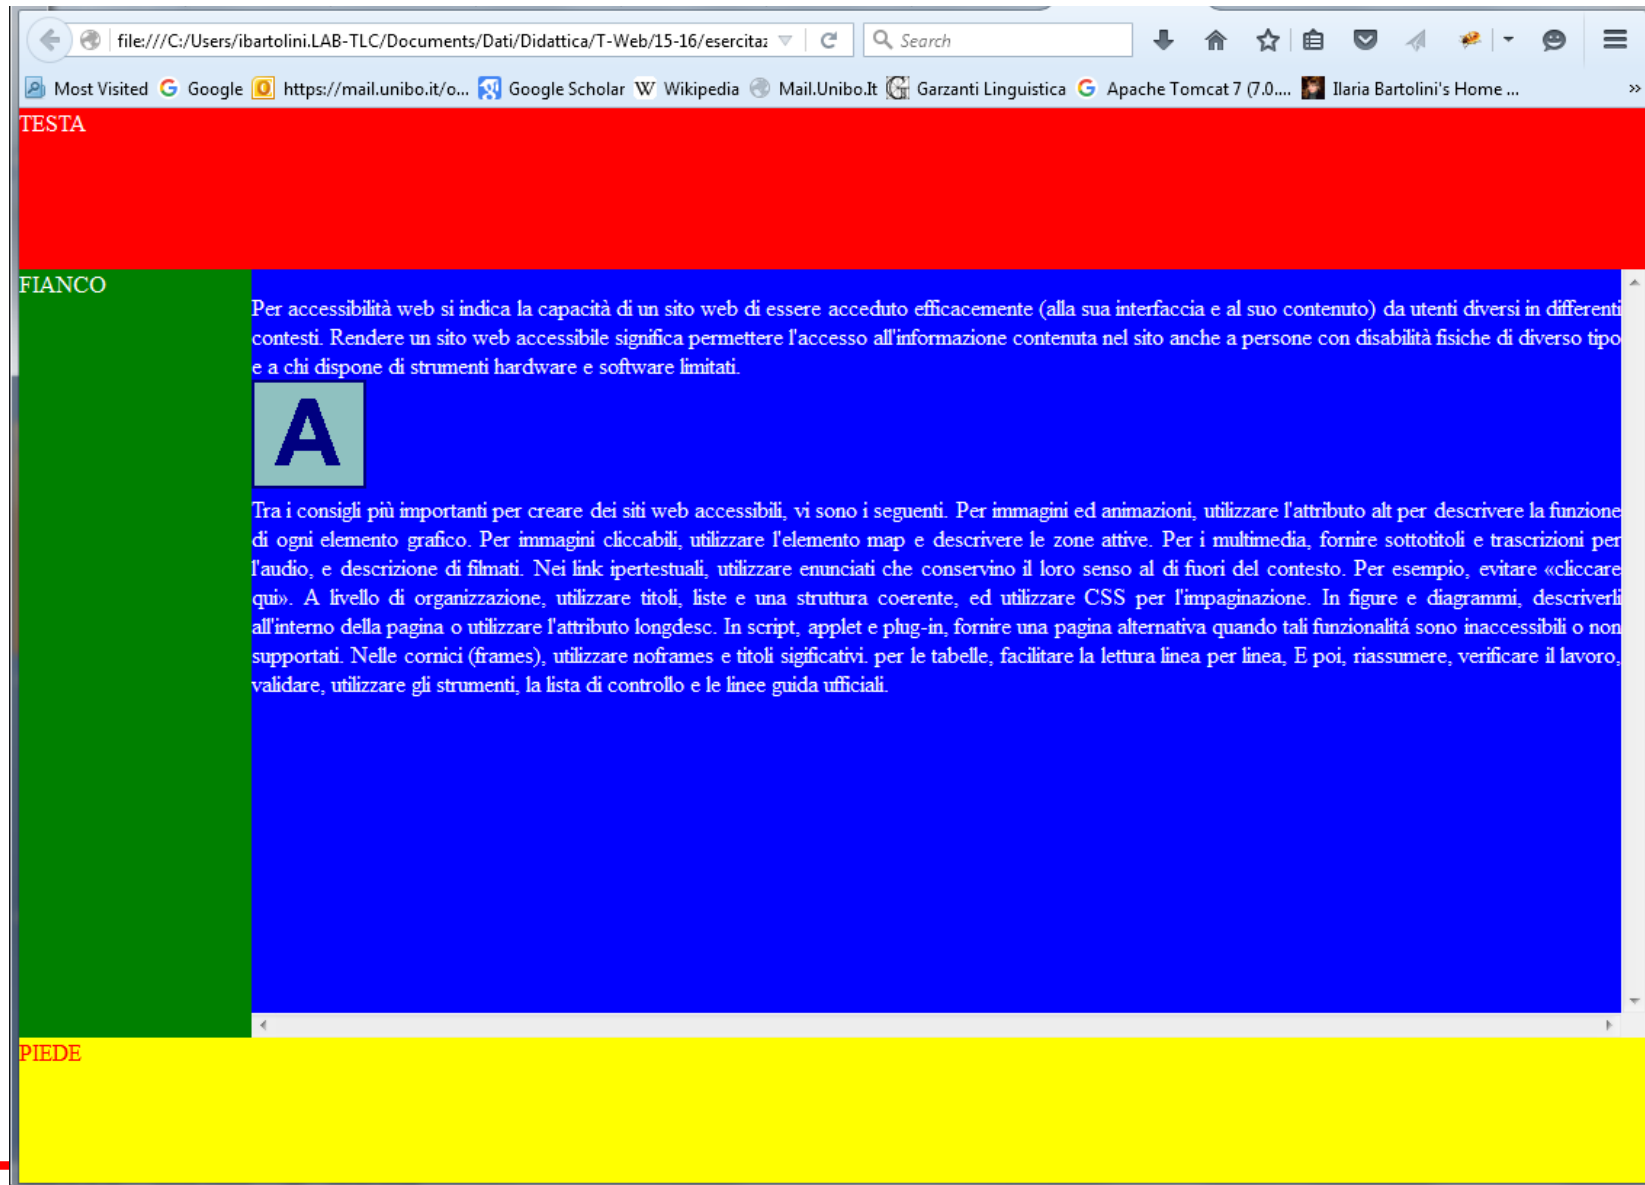 file:///C:/Users/ibartolini.LAB-TLC/Documents/Dati/Didattica/T-Web/15-16/esercitaz
Search
Most Visited Google https://mail.unibo.it/o... Google Scholar Wikipedia Mail.Unibo.It Garzanti Linguistica Apache Tomcat 7 (7.0.... Ilaria Bartolini's Home ... »
TESTA
FIANCO
Per accessibilità web si indica la capacità di un sito web di essere acceduto efficacemente (alla sua interfaccia e al suo contenuto) da utenti diversi in differenti
contesti. Rendere un sito web accessibile significa permettere l'accesso all'informazione contenuta nel sito anche a persone con disabilità fisiche di diverso tipo
e a chi dispone di strumenti hardware e software limitati.
A
Tra i consigli più importanti per creare dei siti web accessibili, vi sono i seguenti. Per immagini ed animazioni, utilizzare l'attributo alt per descrivere la funzione
di ogni elemento grafico. Per immagini cliccabili, utilizzare l'elemento map e descrivere le zone attive. Per i multimedia, fornire sottotitoli e trascrizioni per
l'audio, e descrizione di filmati. Nei link ipertestuali, utilizzare enunciati che conservino il loro senso al di fuori del contesto. Per esempio, evitare «cliccare
qui». A livello di organizzazione, utilizzare titoli, liste e una struttura coerente, ed utilizzare CSS per l'impaginazione. In figure e diagrammi, descriverli
all'interno della pagina o utilizzare l'attributo longdesc. In script, applet e plug-in, fornire una pagina alternativa quando tali funzionalitá sono inaccessibili o non
supportati. Nelle cornici (frames), utilizzare noframes e titoli sigificativi. per le tabelle, facilitare la lettura linea per linea, E poi, riassumere, verificare il lavoro,
validare, utilizzare gli strumenti, la lista di controllo e le linee guida ufficiali.
PIEDE